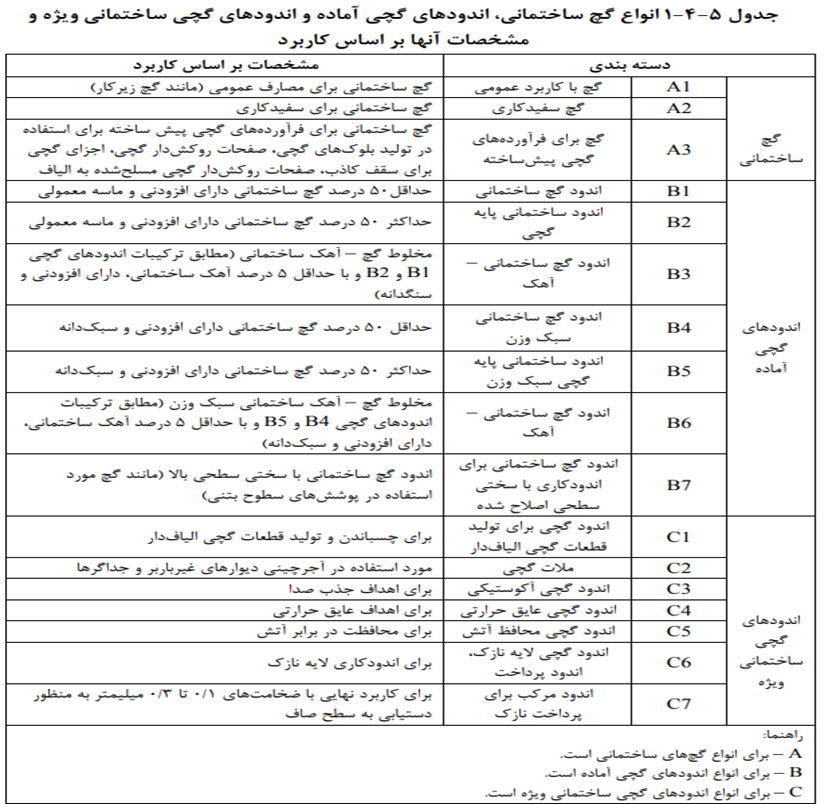 جدول ۵-۴-۱ انواع گچ ساختمانی، اندودهای گچی آماده و اندودهای گچی ساختمانی ویژه و
مشخصات آنها بر اساس کاربرد
دسته بندی
مشخصات بر اساس کاربرد
گچ
ساختمانی
A1
گچ با کاربرد عمومی
گچ ساختمانی برای مصارف عمومی (مانند گچ زیرکار)
A2
گچ سفیدکاری
گچ ساختمانی برای سفیدکاری
A3
گچ برای فرآورده‌های
گچی پیش‌ساخته
گچ ساختمانی برای فرآورده‌های گچی پیش ساخته برای استفاده
در تولید بلوک‌های گچی، صفحات روکش‌دار گچی، اجزای گچی
برای سقف کاذب، صفحات روکش‌دار گچی مسلح‌شده به الیاف
اندودهای
گچی
آماده
B1
اندود گچ ساختمانی
حداقل۵۰ درصد گچ ساختمانی دارای افزودنی و ماسه معمولی
B2
اندود ساختمانی پایه
گچی
حداکثر ۵۰ درصد گچ ساختمانی دارای افزودنی و ماسه معمولی
B3
اندود گچ ساختمانی –
آهک
مخلوط گچ – آهک ساختمانی (مطابق ترکیبات اندودهای گچی
B1 و B2 و با حداقل ۵ درصد آهک ساختمانی، دارای افزودنی و
سنگدانه)
B4
اندود گچ ساختمانی
سبک وزن
حداقل ۵۰ درصد گچ ساختمانی دارای افزودنی و سبک‌دانه
B5
اندود ساختمانی پایه
گچی سبک وزن
حداکثر ۵۰ درصد گچ ساختمانی دارای افزودنی و سبک‌دانه
B6
اندود گچ ساختمانی –
آهک
مخلوط گچ – آهک ساختمانی سبک وزن (مطابق ترکیبات
اندودهای گچی B4 و B5 و با حداقل ۵ درصد آهک ساختمانی،
دارای افزودنی و سبک‌دانه)
B7
اندود گچ ساختمانی برای
اندودکاری با سختی
سطحی اصلاح شده
اندود گچ ساختمانی با سختی سطحی بالا (مانند گچ مورد
استفاده در پوشش‌های سطوح بتنی)
اندودهای
گچی
ساختمانی
ویژه
C1
اندود گچی برای تولید
قطعات گچی الیاف‌دار
برای چسباندن و تولید قطعات گچی الیاف‌دار
C2
ملات گچی
مورد استفاده در آجرچینی دیوارهای غیرباربر و جداگرها
C3
اندود گچی آکوستیکی
برای اهداف جذب صدا
C4
اندود گچی عایق حرارتی
برای اهداف عایق حرارتی
C5
اندود گچی محافظ آتش
برای محافظت در برابر آتش
C6
اندود گچی لایه نازک،
اندود پرداخت
برای اندودکاری لایه نازک
C7
اندود مرکب برای
پرداخت نازک
برای کاربرد نهایی با ضخامت‌های ۰/۱ تا ۰/۳ میلیمتر به منظور
دستیابی به سطح صاف
راهنما:
A – برای انواع گچ‌های ساختمانی است.
B – برای انواع اندودهای گچی آماده است.
C – برای انواع اندودهای گچی ساختمانی ویژه است.